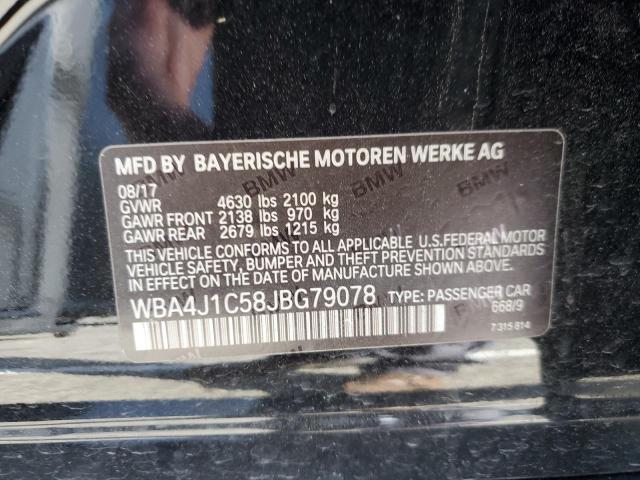 MFD BY BAYERISCHE MOTOREN WERKE AG
08/17
GVWR 4630 lbs 2100 kg
GAWR FRONT 2138 lbs 970 kg
GAWR REAR 2679 lbs 1215 kg
THIS VEHICLE CONFORMS TO ALL APPLICABLE U.S.FEDERAL MOTOR
VEHICLE SAFETY, BUMPER AND THEFT PREVENTION STANDARDS
IN EFFECT ON THE DATE OF MANUFACTURE SHOWN ABOVE.
WBA4J1C58JBG79078 TYPE: PASSENGER CAR
668/9
7 315 814